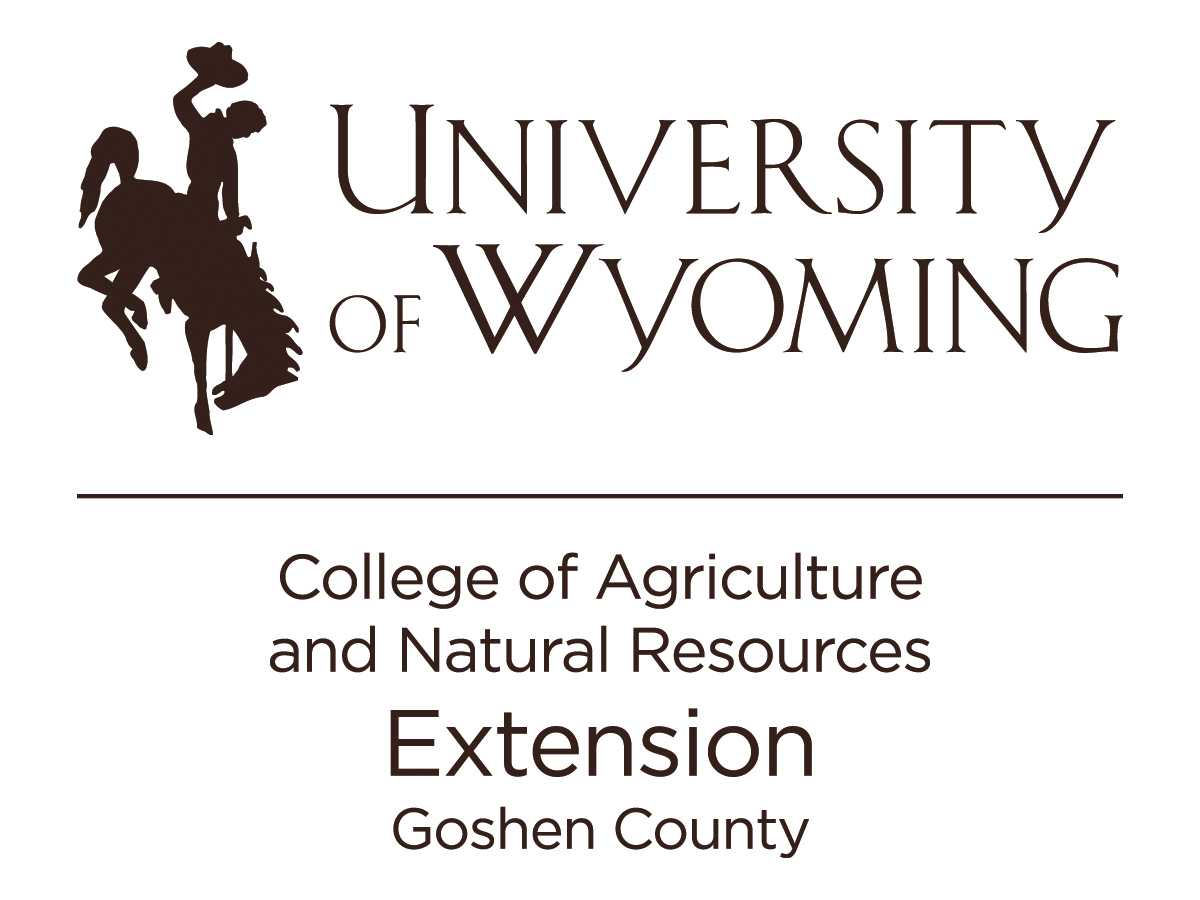 UNIVERSITY
OF WYOMING
College of Agriculture
and Natural Resources
Extension
Goshen County